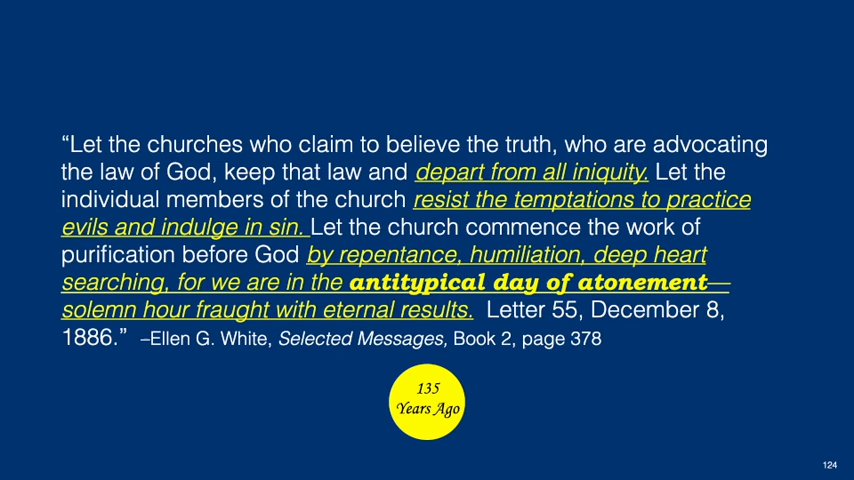 “Let the churches who claim to believe the truth, who are advocating
the law of God, keep that law and depart from all iniquity. Let the
individual members of the church resist the temptations to practice
evils and indulge in sin. Let the church commence the work of
purification before God by repentance, humiliation, deep heart
searching, for we are in the antitypical day of atonement—
solemn hour fraught with eternal results. Letter 55, December 8,
1886.” –Ellen G. White, Selected Messages, Book 2, page 378
135
Years Ago
124